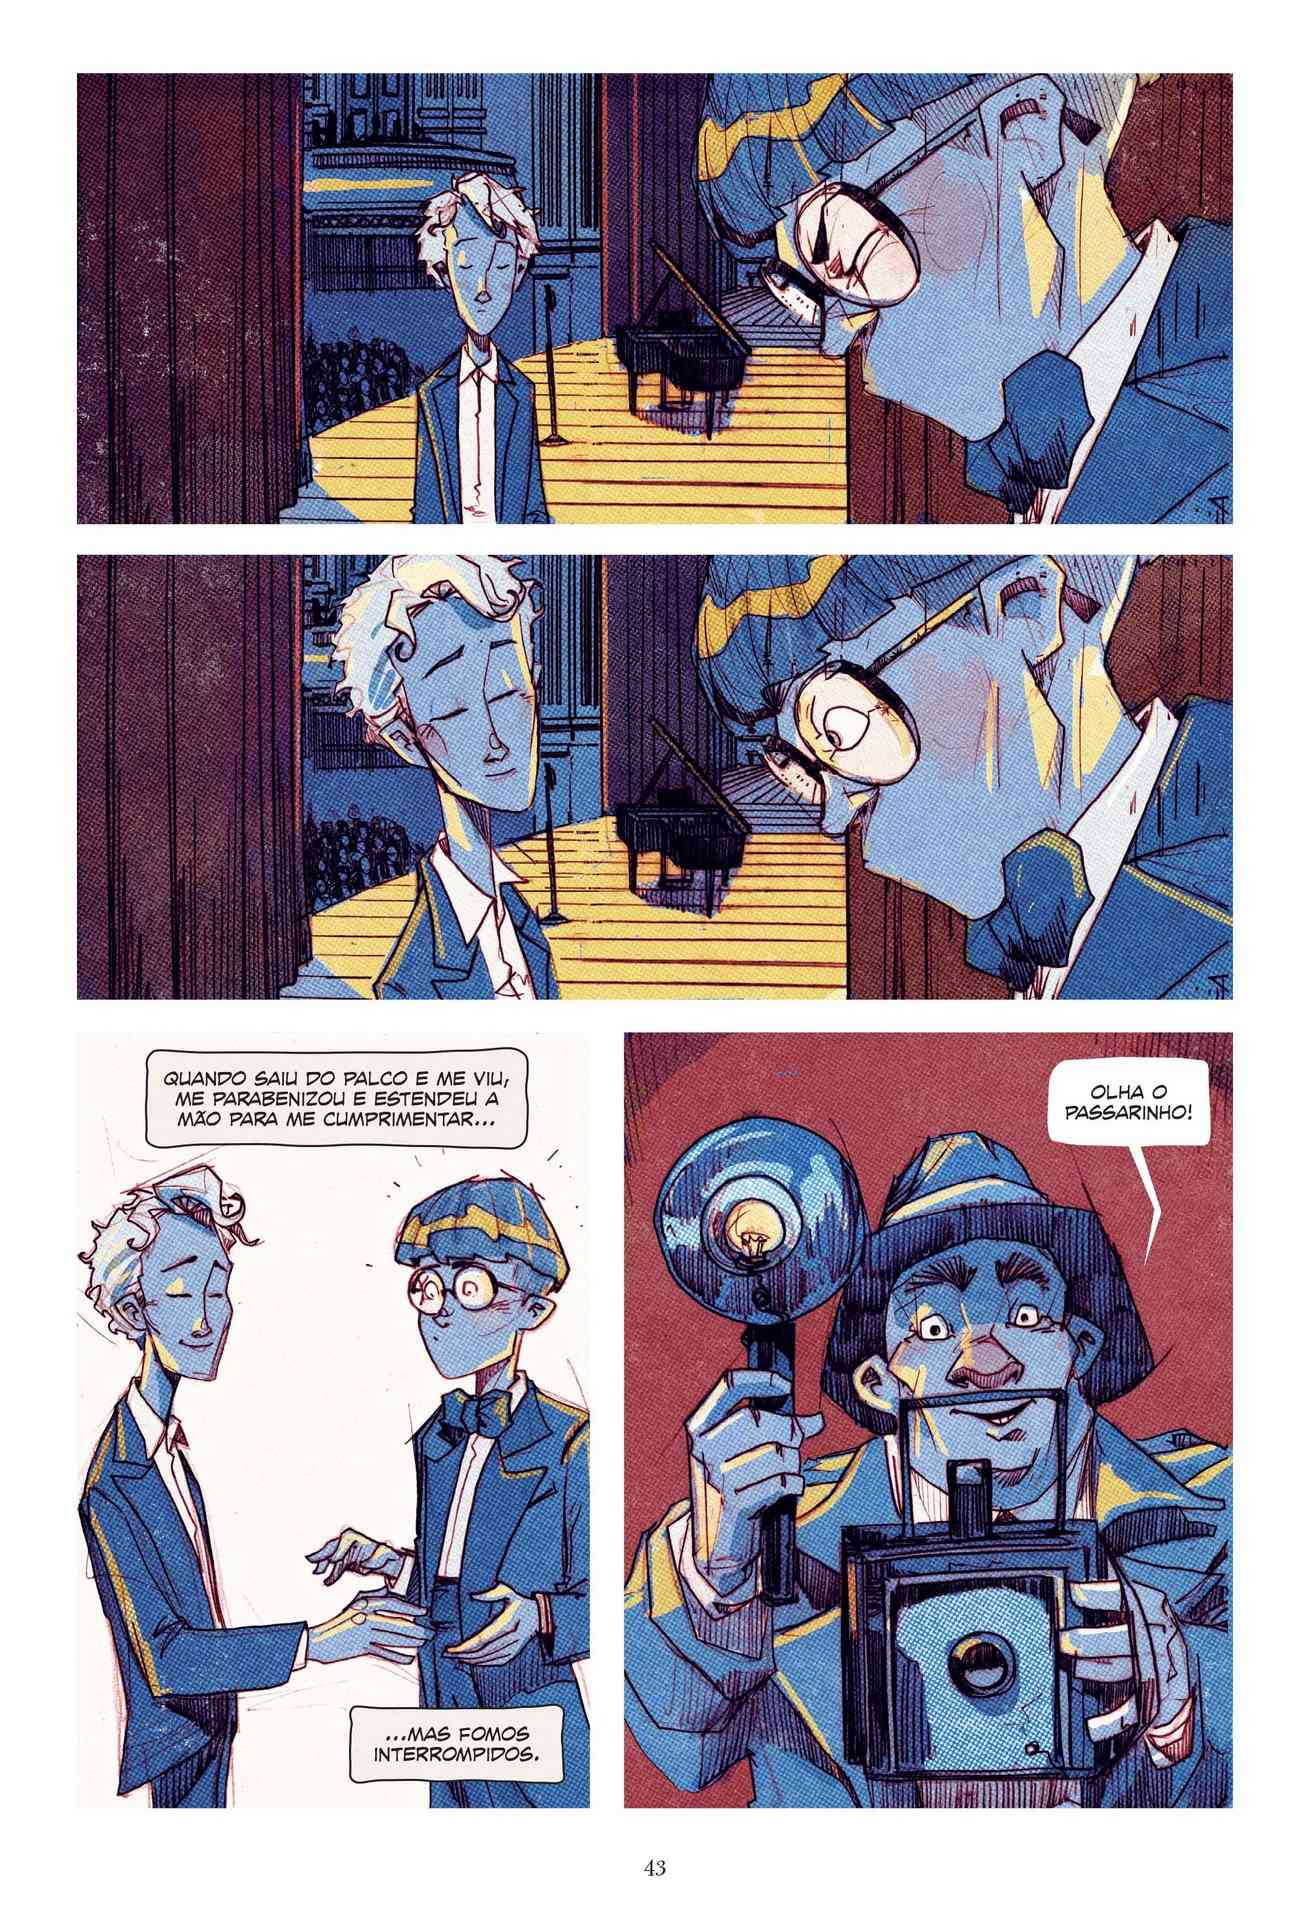 QUANDO SAIU DO PALCO E ME VIU,
ME PARABENIZOU E ESTENDEU A
MÃO PARA ME CUMPRIMENTAR...
...MAS FOMOS
INTERROMPIDOS.
OLHA O
PASSARINHO!
43